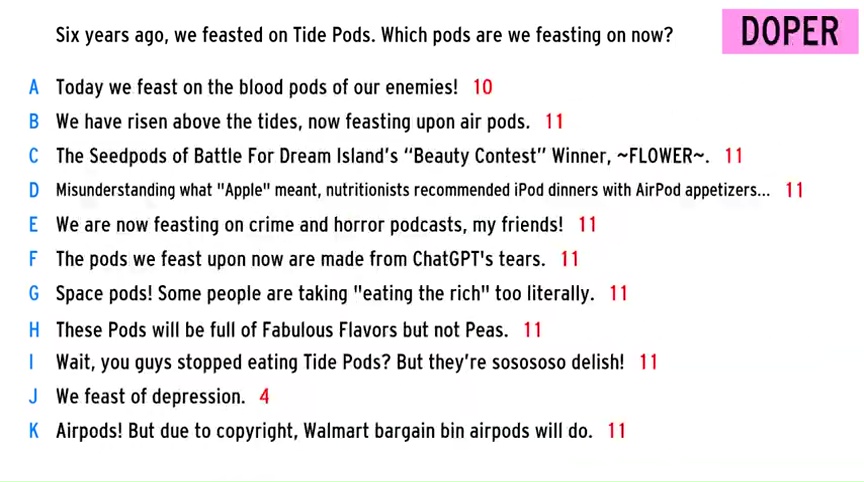 Six years ago, we feasted on Tide Pods. Which pods are we feasting on now?
DOPER
A Today we feast on the blood pods of our enemies! 10
B We have risen above the tides, now feasting upon air pods. 11
C The Seedpods of Battle For Dream Island's “Beauty Contest” Winner, ~FLOWER~. 11
D Misunderstanding what "Apple" meant, nutritionists recommended iPod dinners with AirPod appetizers... 11
E We are now feasting on crime and horror podcasts, my friends! 11
F The pods we feast upon now are made from ChatGPT's tears. 11
G Space pods! Some people are taking "eating the rich" too literally. 11
H These Pods will be full of Fabulous Flavors but not Peas. 11
I Wait, you guys stopped eating Tide Pods? But they're sosososo delish! 11
J We feast of depression. 4
K Airpods! But due to copyright, Walmart bargain bin airpods will do. 11